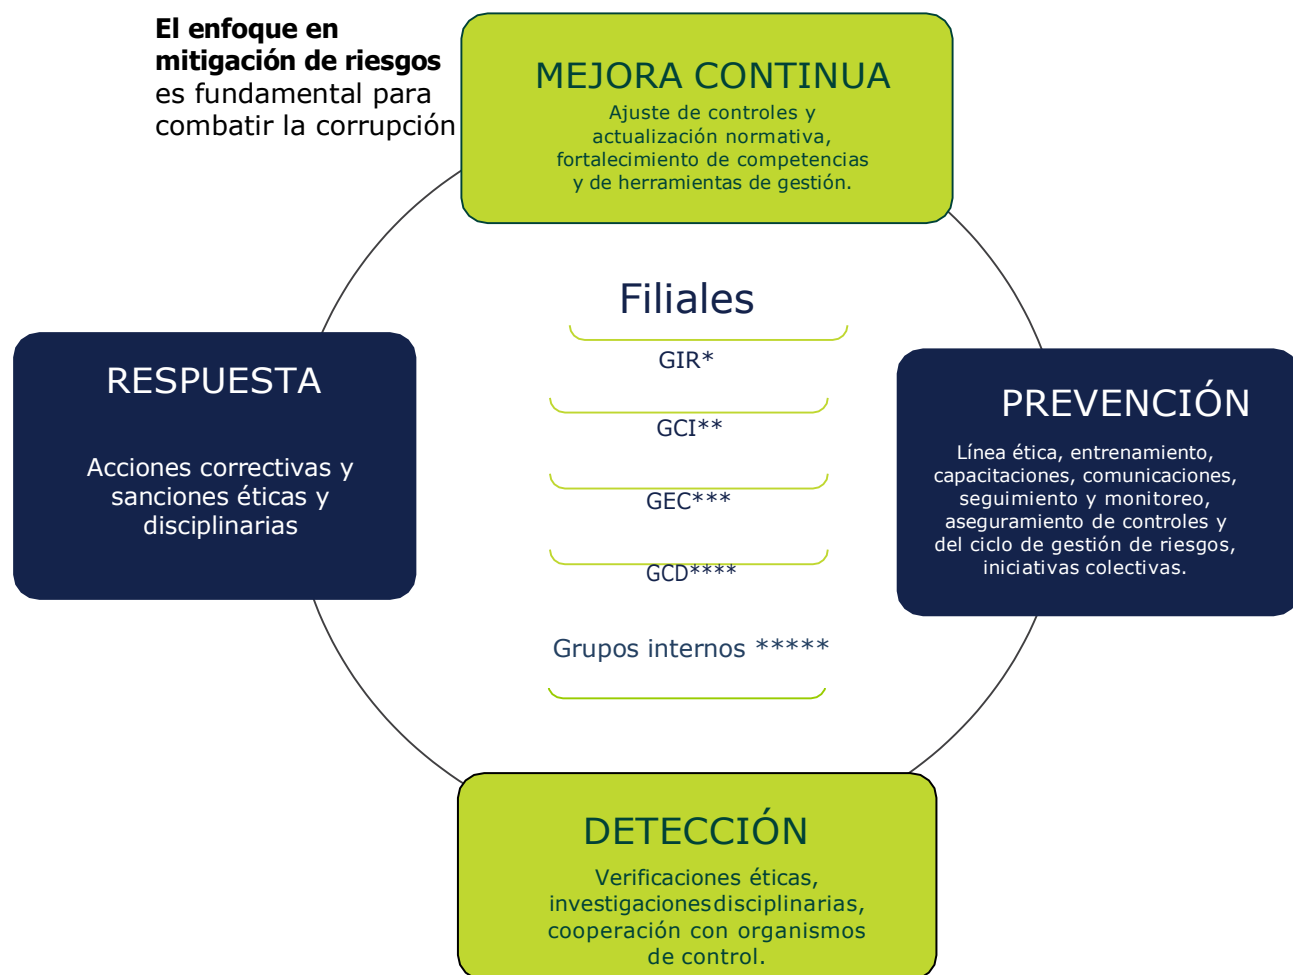 El enfoque en
mitigación de riesgos
es fundamental para
combatir la corrupción
MEJORA CONTINUA
Ajuste de controles y
actualización normativa,
fortalecimiento de competencias
y de herramientas de gestión.
Filiales
GIR*
GCI**
GEC***
GCD****
Grupos internos *****
RESPUESTA
Acciones correctivas y
sanciones éticas y
disciplinarias
PREVENCIÓN
Línea ética, entrenamiento,
capacitaciones, comunicaciones,
seguimiento y monitoreo,
aseguramiento de controles y
del ciclo de gestión de riesgos,
iniciativas colectivas.
DETECCIÓN
Verificaciones éticas,
investigaciones disciplinarias,
cooperación con organismos
de control.